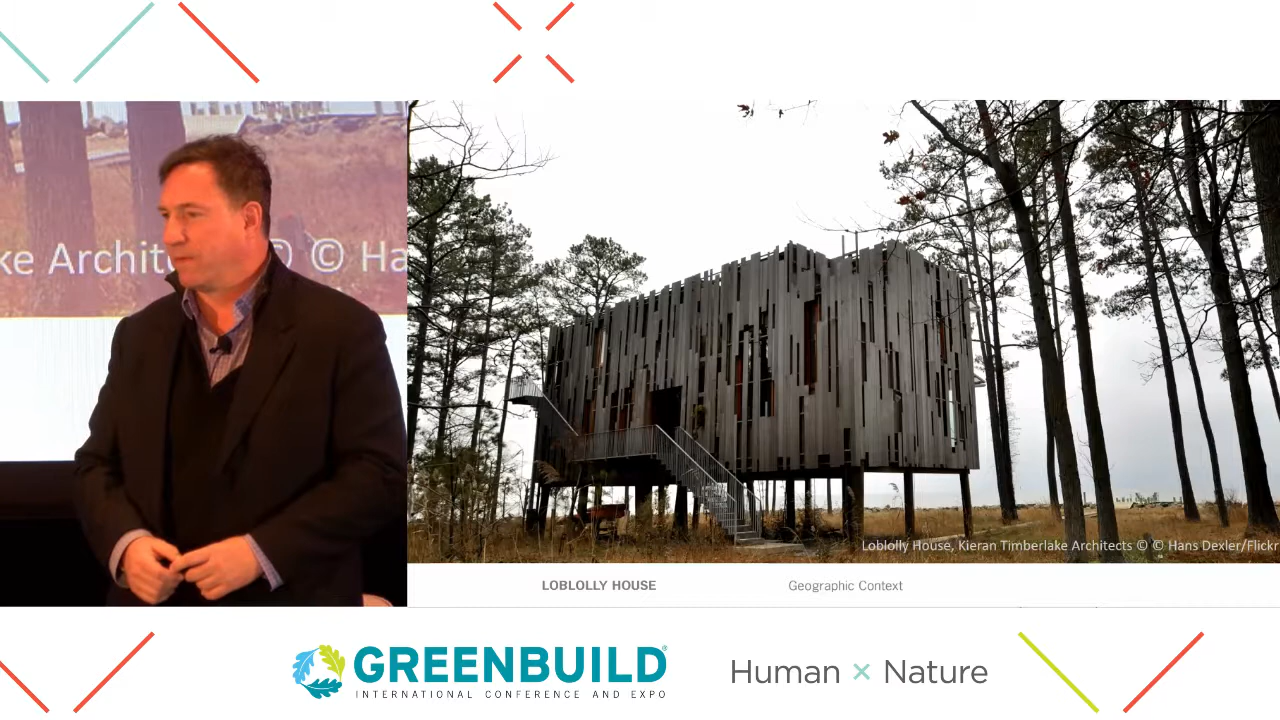 ke Archit
© © Ha
Loblolly House, Kieran Timberlake Architects © © Hans Dexler/Flickr
LOBLOLLY HOUSE
Geographic Context
GREENBUILD®
INTERNATIONAL CONFERENCE AND EXPO
Human × Nature